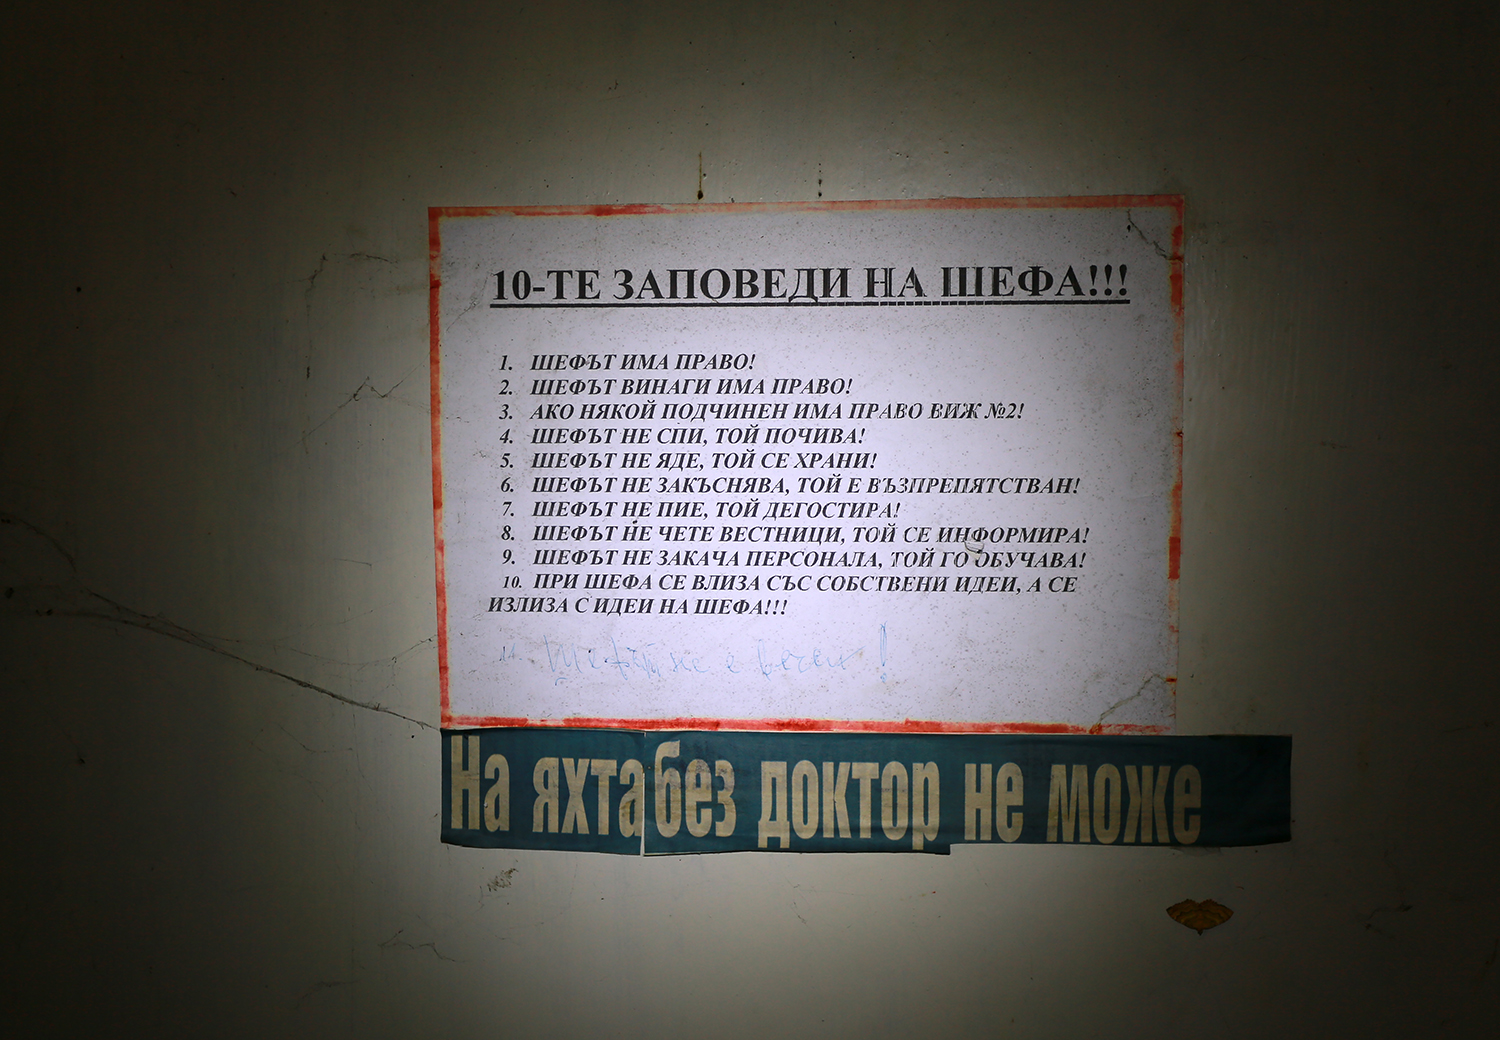 10-ТЕ ЗАПОВЕДИ НА ШЕФА!!!
1. ШЕФЪТ ИМА ПРАВО!
2. ШЕФЪТ ВИНАГИ ИМА ПРАВО!
3. АКО НЯКОЙ ПОДЧИНЕН ИМА ПРАВО ВИЖ №2!
4. ШЕФЪТ НЕ СПИ, ТОЙ ПОЧИВА!
5. ШЕФЪТ НЕ ЯДЕ, ТОЙ СЕ ХРАНИ!
6. ШЕФЪТ НЕ ЗАКЪСНЯВА, ТОЙ Е ВЪЗПРЕПЯТСТВАН!
7. ШЕФЪТ НЕ ПИЕ, ТОЙ ДЕГОСТИРА!
8. ШЕФЪТ НЕ ЧЕТЕ ВЕСТНИЦИ, ТОЙ СЕ ИНФОРМИРА!
9. ШЕФЪТ НЕ ЗАКАЧА ПЕРСОНАЛА, ТОЙ ГО ОБУЧАВА!
10. ПРИ ШЕФА СЕ ВЛИЗА СЪС СОБСТВЕНИ ИДЕИ, А СЕ
ИЗЛИЗА С ИДЕИ НА ШЕФА!!!
11. Шефът не е вечен!
На яхта без доктор не може